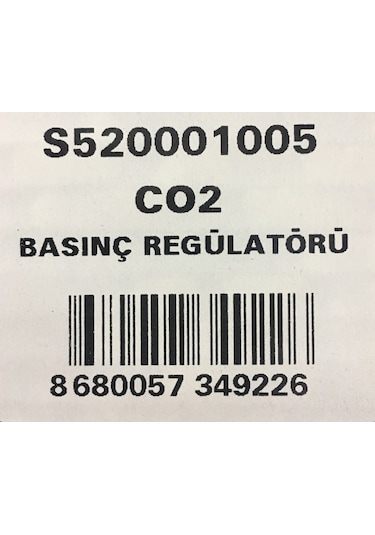 S520001005
CO2
BASINÇ REGÜLATÖRÜ
8 680057 349226